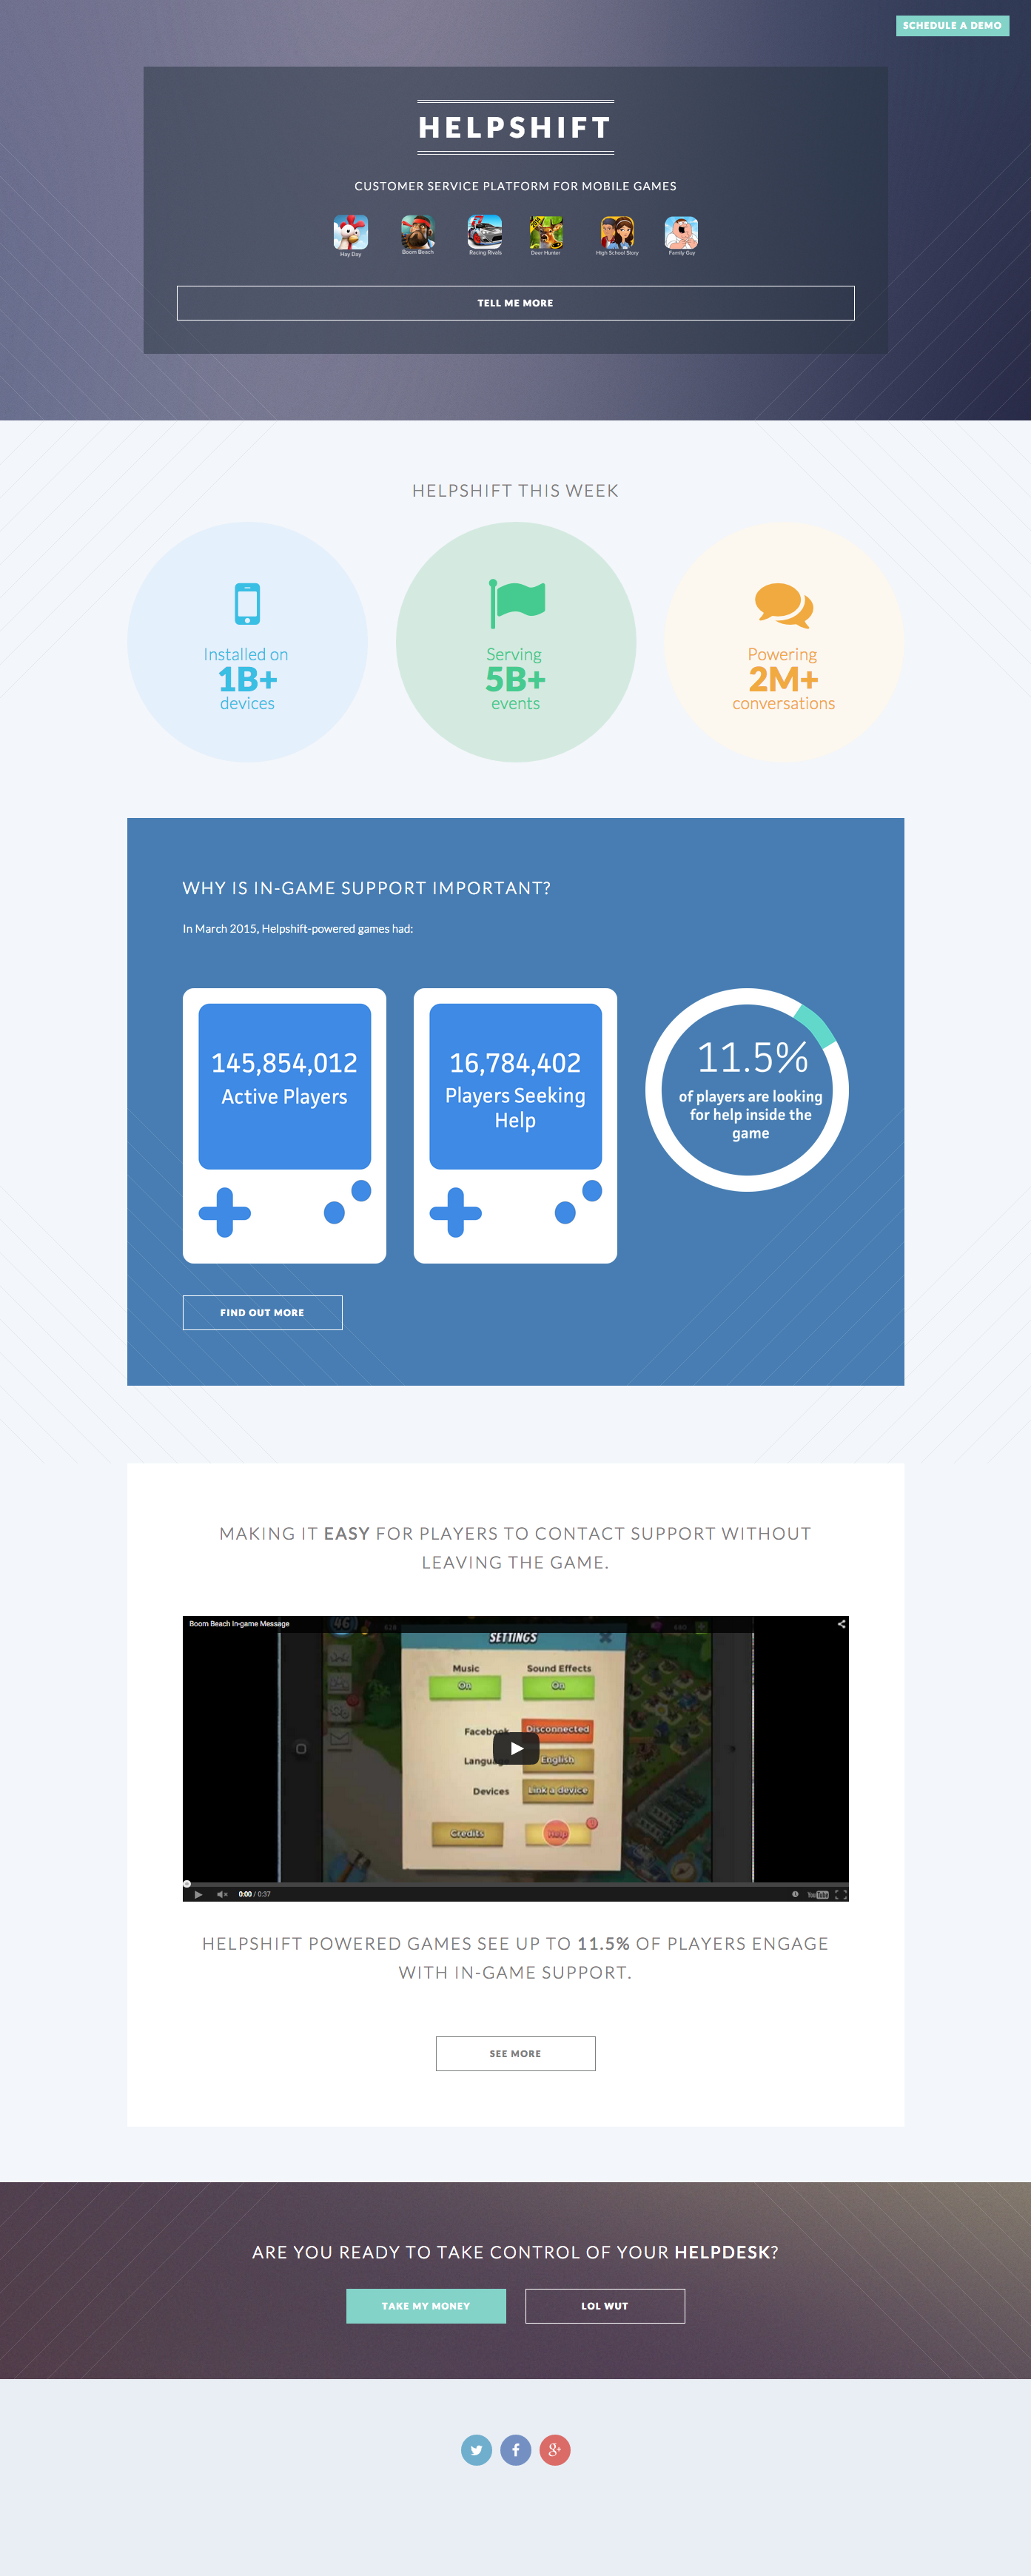 SCHEDULE A DEMO
HELPSHIFT
CUSTOMER SERVICE PLATFORM FOR MOBILE GAMES
Hay Day
Boom Beach
Racing Rivals
Deer Hunter
High School Story
Family Guy
TELL ME MORE
HELPSHIFT THIS WEEK
Installed on
1B+
devices
Serving
5B+
events
Powering
2M+
conversations
WHY IS IN-GAME SUPPORT IMPORTANT?
In March 2015, Helpshift-powered games had:
145,854,012
Active Players
16,784,402
Players Seeking
Help
11.5%
of players are looking
for help inside the
game
FIND OUT MORE
MAKING IT EASY FOR PLAYERS TO CONTACT SUPPORT WITHOUT
LEAVING THE GAME.
Boom Beach In-game Message
46
SETTINGS
Music
Sound Effects
On
On
Facebook
Disconnected
Language
English
Devices
Link a device
Credits
Help
0:00 / 0:37
YouTube
HELPSHIFT POWERED GAMES SEE UP TO 11.5% OF PLAYERS ENGAGE
WITH IN-GAME SUPPORT.
SEE MORE
ARE YOU READY TO TAKE CONTROL OF YOUR HELPDESK?
TAKE MY MONEY
LOL WUT